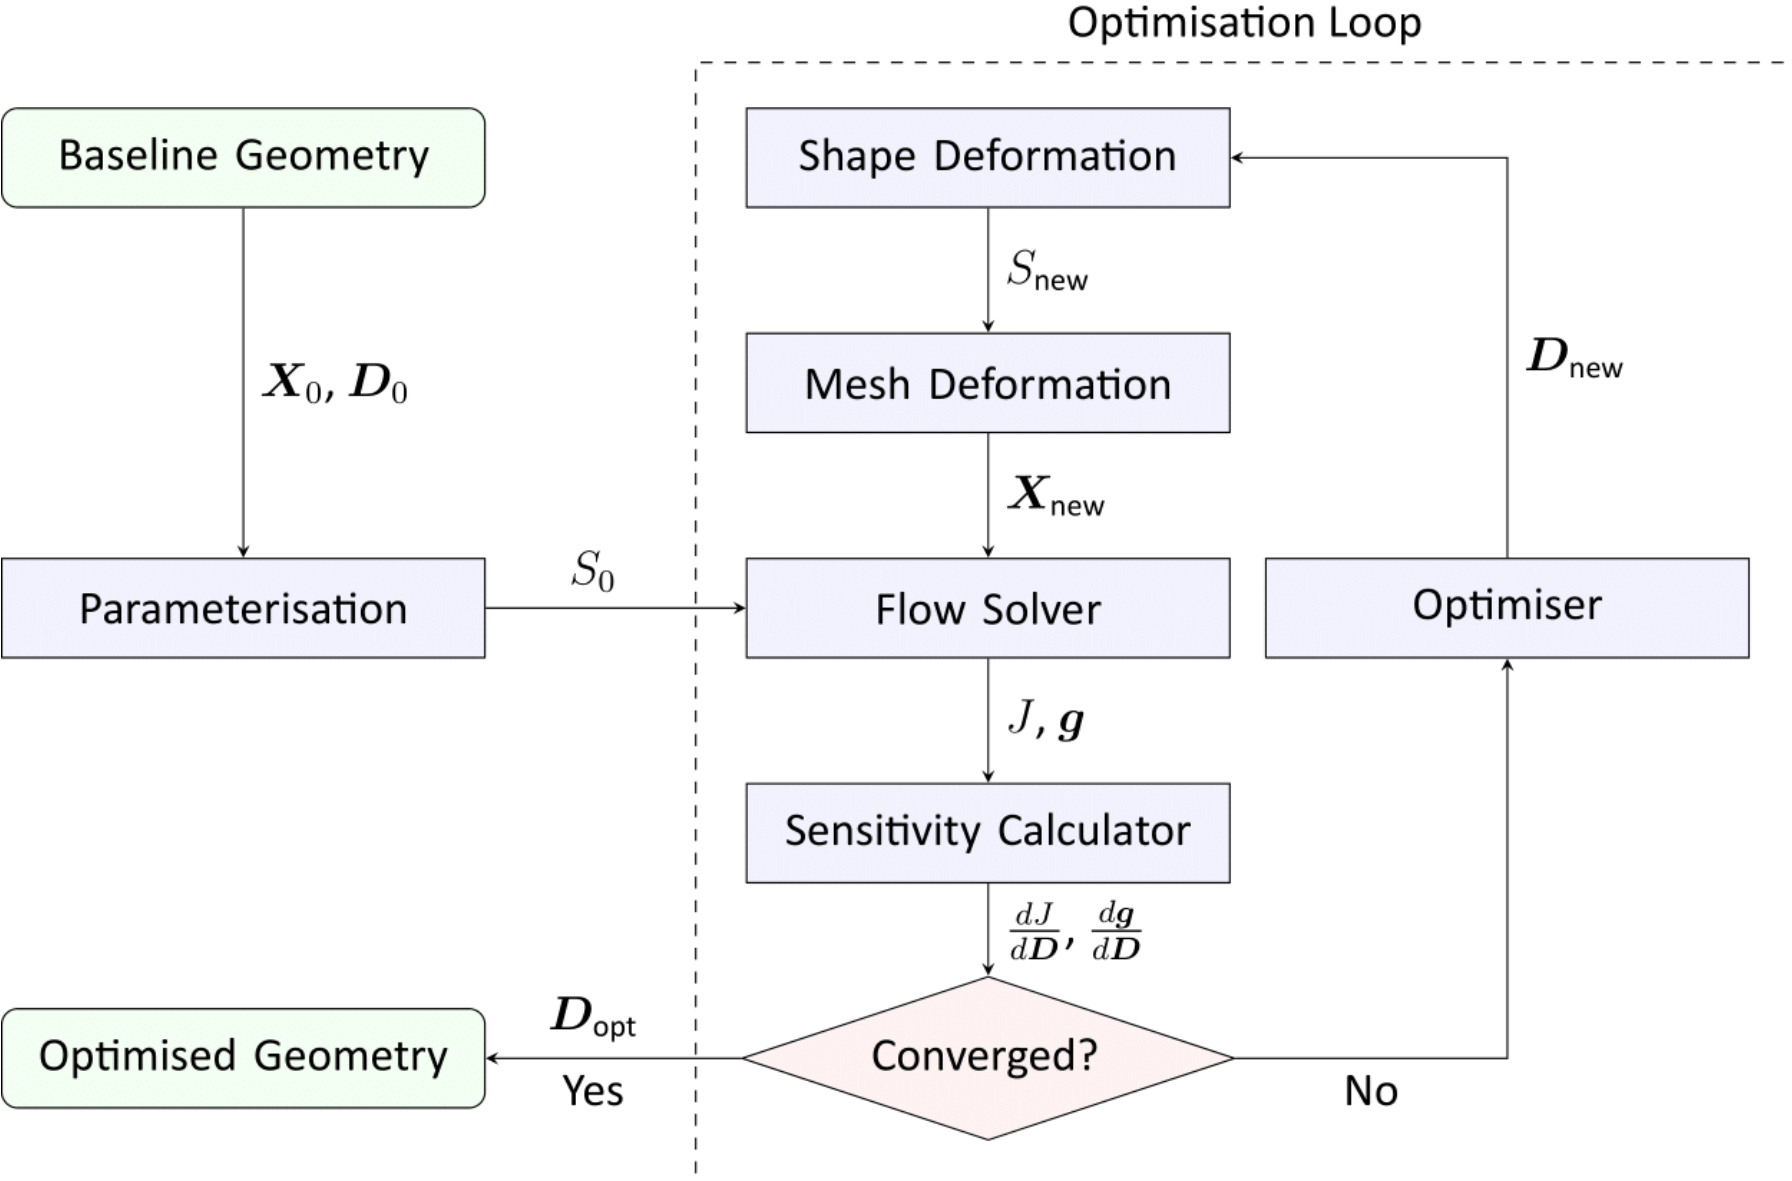 Optimisation Loop
Baseline Geometry
Shape Deformation
S_new
X_0, D_0
Mesh Deformation
D_new
X_new
Parameterisation
S_0
Flow Solver
Optimiser
J, g
Sensitivity Calculator
dJ/dD, dg/dD
Optimised Geometry
D_opt
Yes
Converged?
No